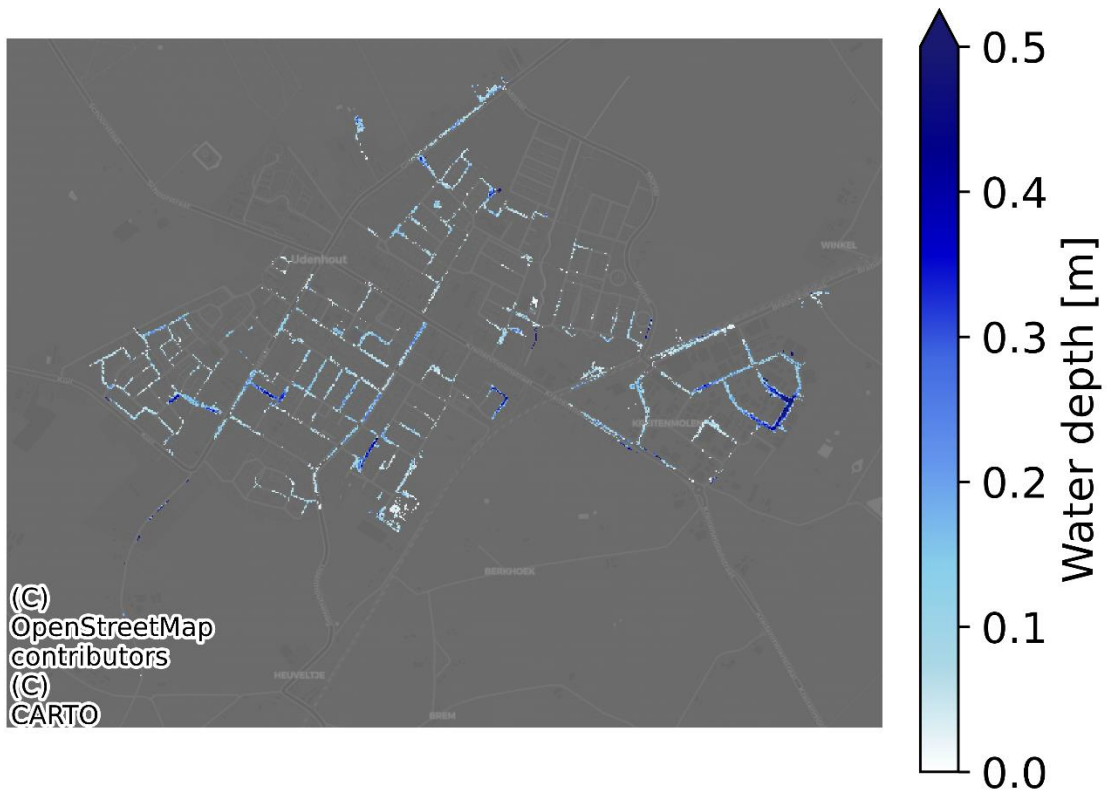 Udenhout
WINKEL
BERKHOEK
HEUVELTJE
BREM
(C)
OpenStreetMap
contributors
(C)
CARTO
0.5
0.4
0.3
0.2
0.1
0.0
Water depth [m]